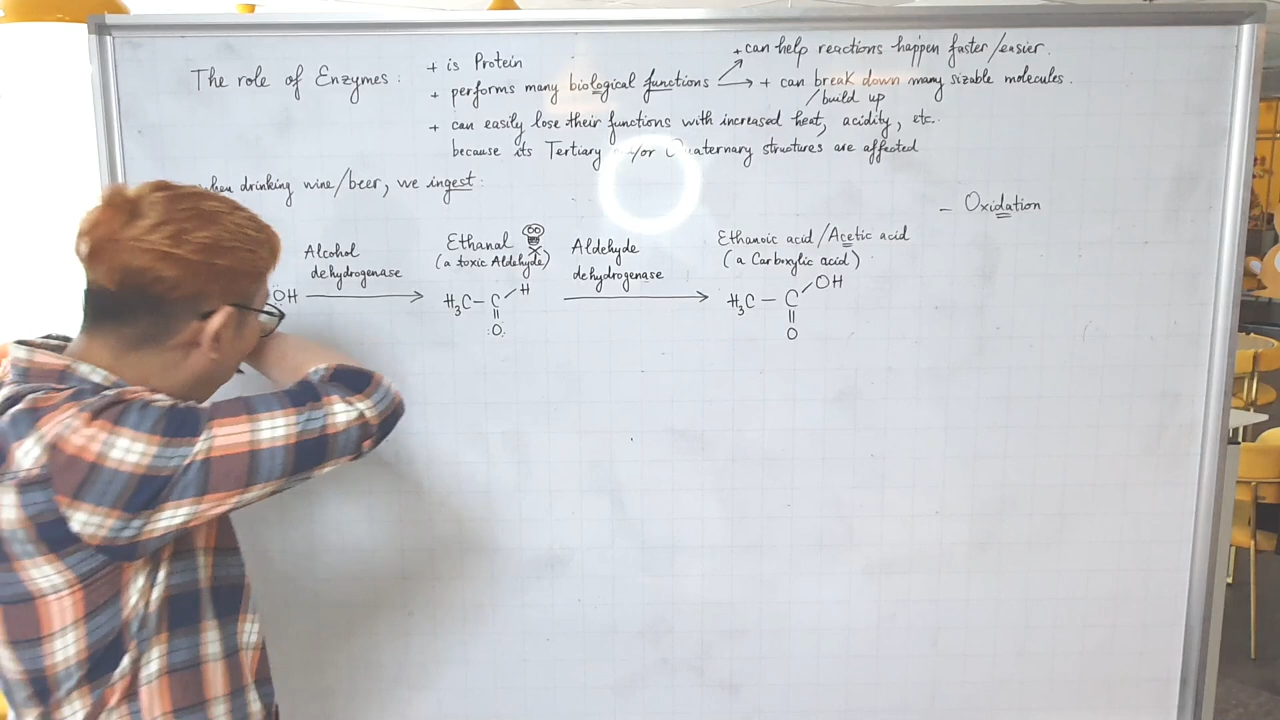 The role of Enzymes :
+ is Protein
+ performs many biological functions
+ can help reactions happen faster/easier.
+ can break down many sizable molecules.
/build up
+ can easily lose their functions with increased heat, acidity, etc..
because its Tertiary /or Quaternary structures are affected
when drinking wine/beer, we ingest :
- Oxidation
Alcohol
dehydrogenase
Ethanal
(a toxic Aldehyde)
Aldehyde
dehydrogenase
Ethanoic acid/Acetic acid
(a Carboxylic acid)
OH
H3C - C H
:O:
H3C - C OH
O